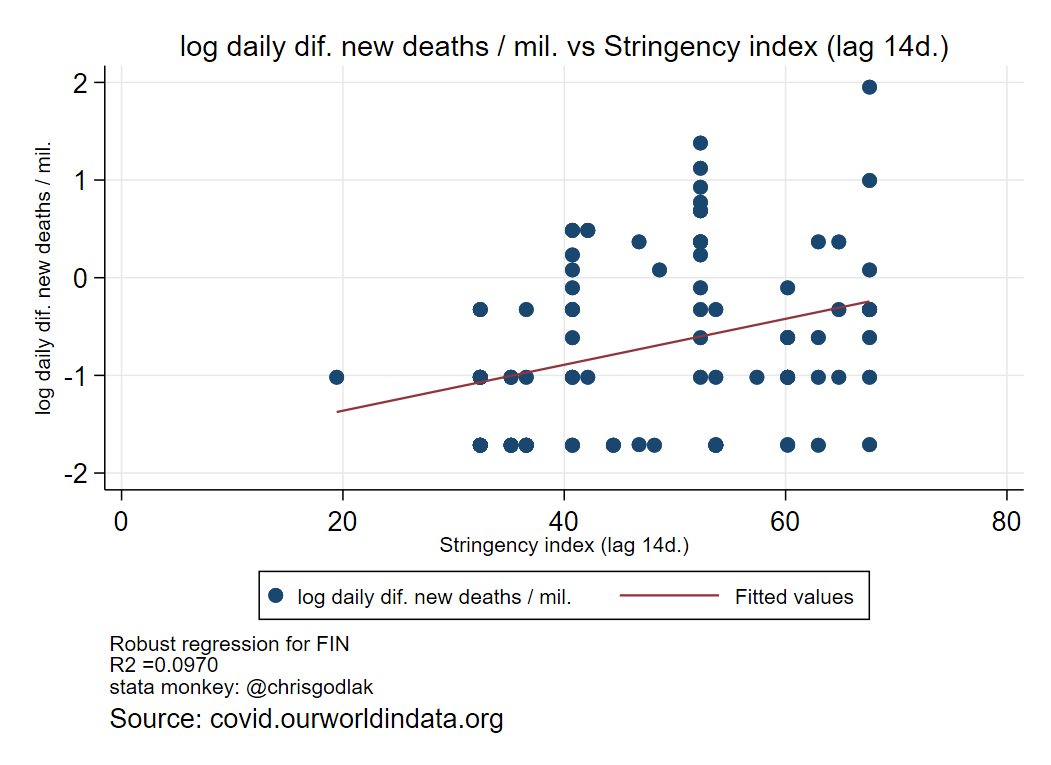 log daily dif. new deaths / mil. vs Stringency index (lag 14d.)
log daily dif. new deaths / mil.
2
1
0
-1
-2
0 20 40 60 80
Stringency index (lag 14d.)
log daily dif. new deaths / mil. Fitted values
Robust regression for FIN
R2 =0.0970
stata monkey: @chrisgodlak
Source: covid.ourworldindata.org